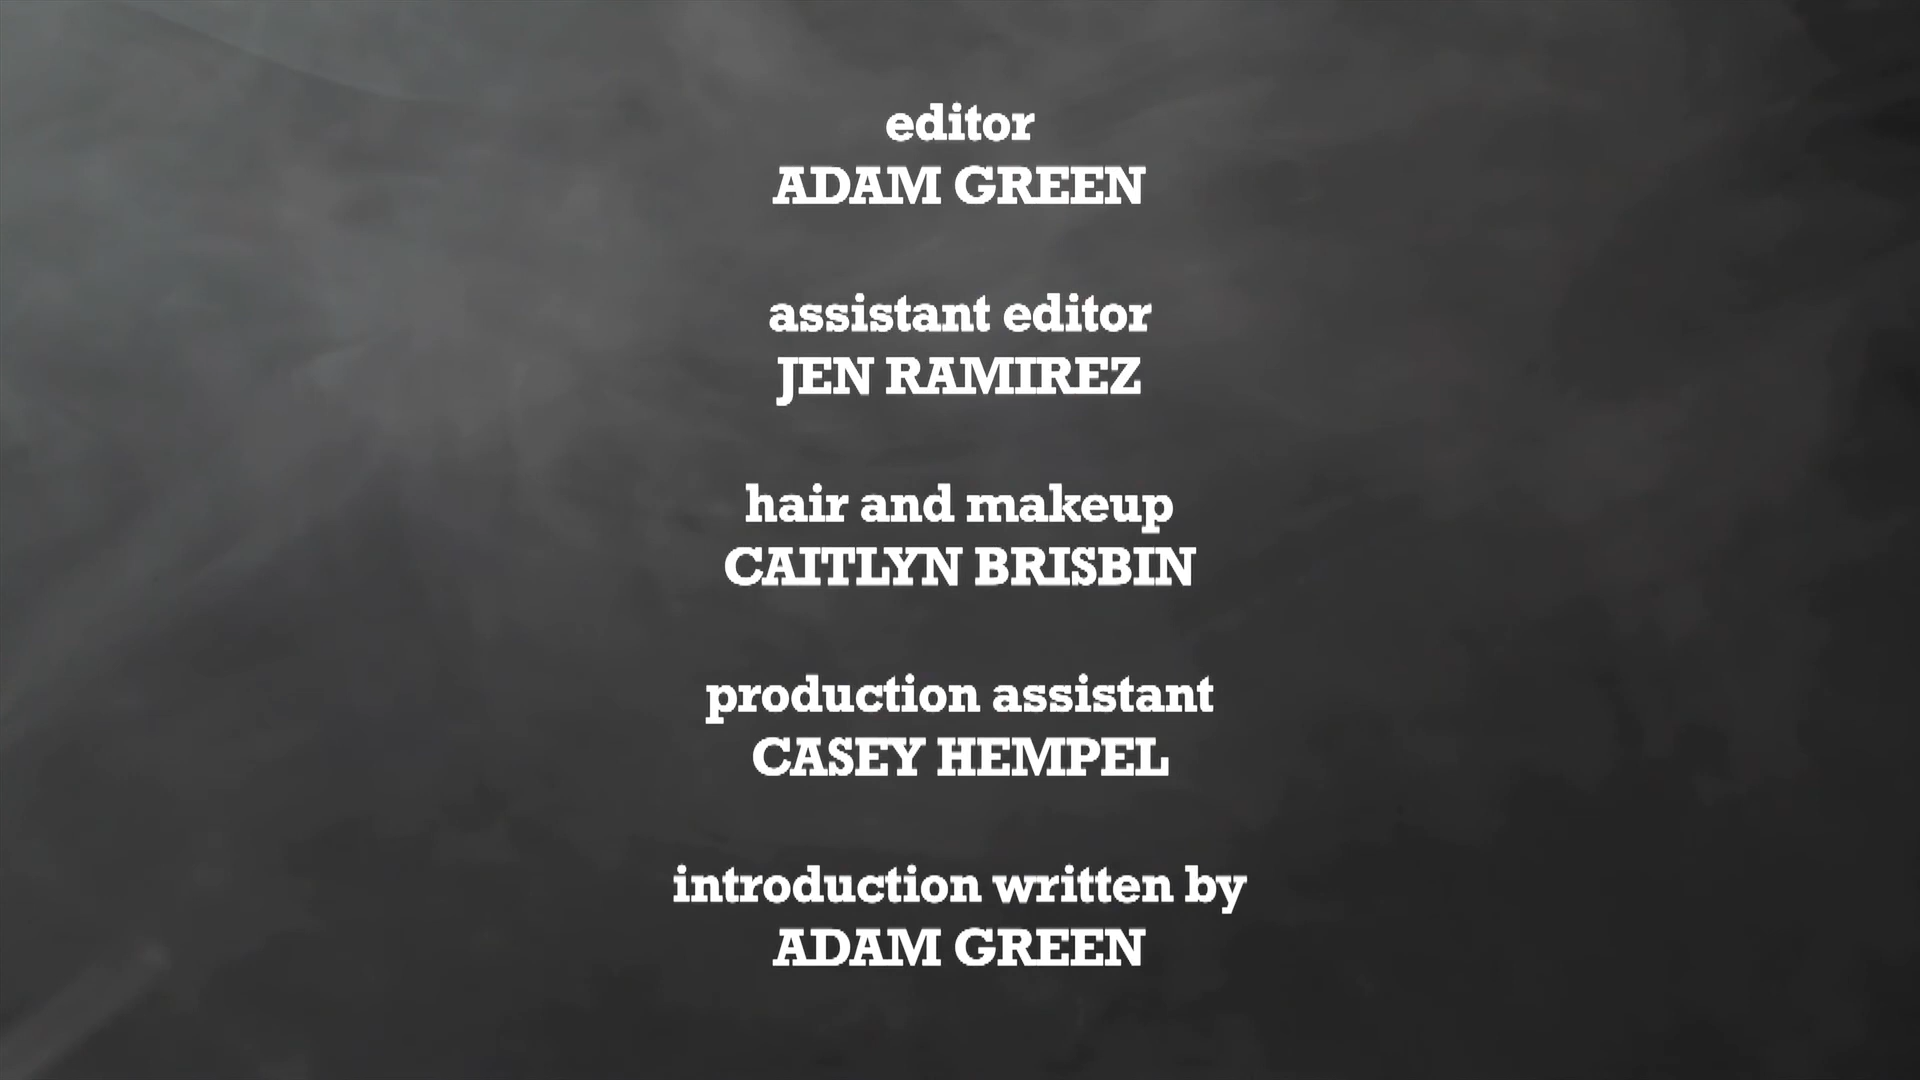 editor
ADAM GREEN
assistant editor
JEN RAMIREZ
hair and makeup
CAITLYN BRISBIN
production assistant
CASEY HEMPEL
introduction written by
ADAM GREEN